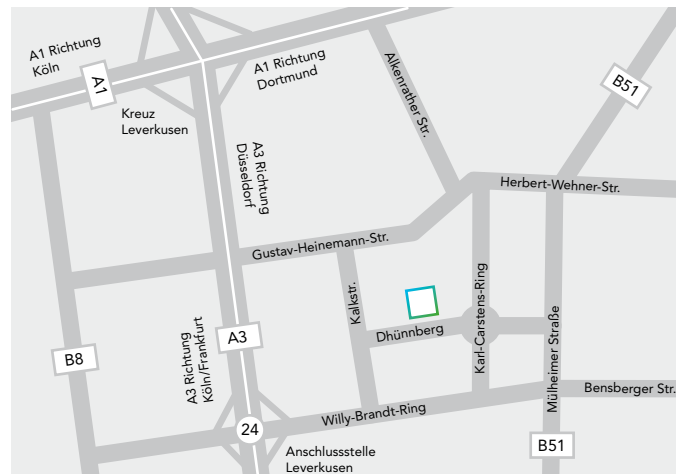 A1 Richtung
Köln
A1
A1 Richtung
Dortmund
Kreuz
Leverkusen
Alkenrather Str.
B51
A3 Richtung
Düsseldorf
Herbert-Wehner-Str.
Gustav-Heinemann-Str.
Kalkstr.
Dhünnberg
Karl-Carstens-Ring
Mülheimer Straße
A3
B8
A3 Richtung
Köln/Frankfurt
Bensberger Str.
Willy-Brandt-Ring
24
B51
Anschlussstelle
Leverkusen